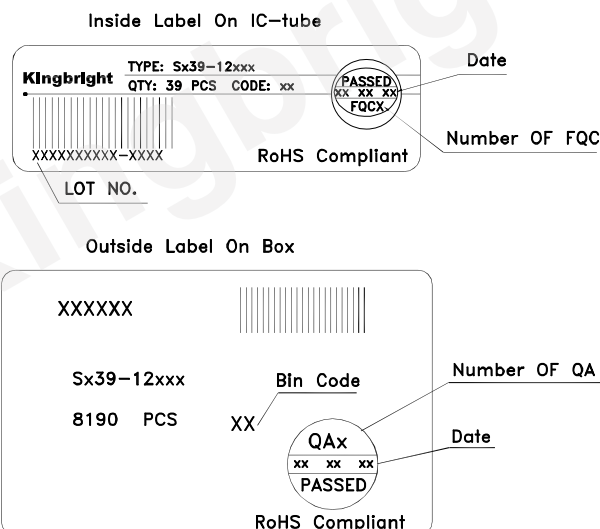 Inside Label On IC-tube
Kingbright
TYPE: Sx39-12xxx
QTY: 39 PCS CODE: xx
PASSED
xx xx xx
FQCX
Date
Number OF FQC
XXXXXXXXXX-XXXX
RoHS Compliant
LOT NO.
Outside Label On Box
XXXXXX
Sx39-12xxx
Bin Code
Number OF QA
8190 PCS
XX
QAx
Date
xx xx xx
PASSED
RoHS Compliant